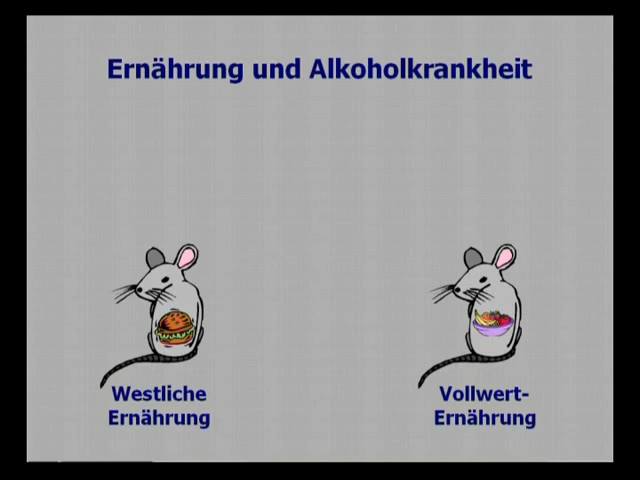 Ernährung und Alkoholkrankheit
Westliche
Ernährung
Vollwert-
Ernährung